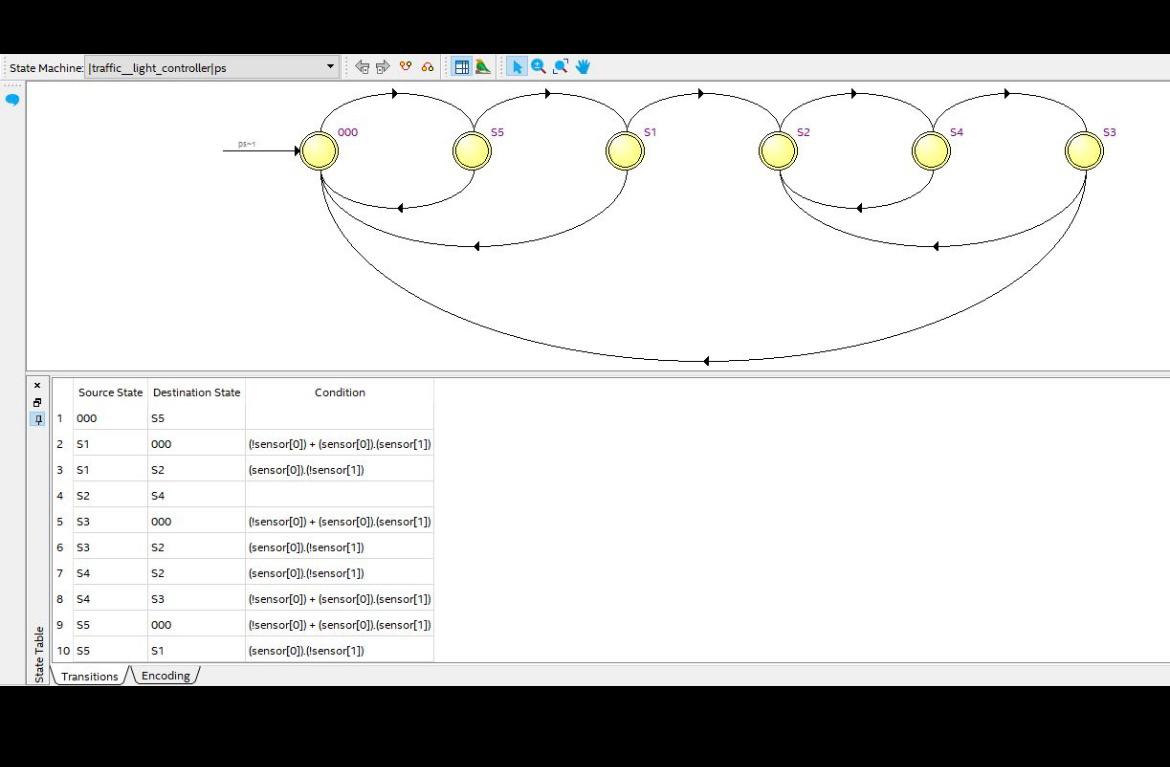 State Machine: |traffic__light_controller|ps
000 S5 S1 S2 S4 S3
ps~1
Source State Destination State Condition
1 000 S5
2 S1 000 (!sensor[0]) + (sensor[0]).(sensor[1])
3 S1 S2 (sensor[0]).(!sensor[1])
4 S2 S4
5 S3 000 (!sensor[0]) + (sensor[0]).(sensor[1])
6 S3 S2 (sensor[0]).(!sensor[1])
7 S4 S2 (sensor[0]).(!sensor[1])
8 S4 S3 (!sensor[0]) + (sensor[0]).(sensor[1])
9 S5 000 (!sensor[0]) + (sensor[0]).(sensor[1])
10 S5 S1 (sensor[0]).(!sensor[1])
State Table
Transitions Encoding